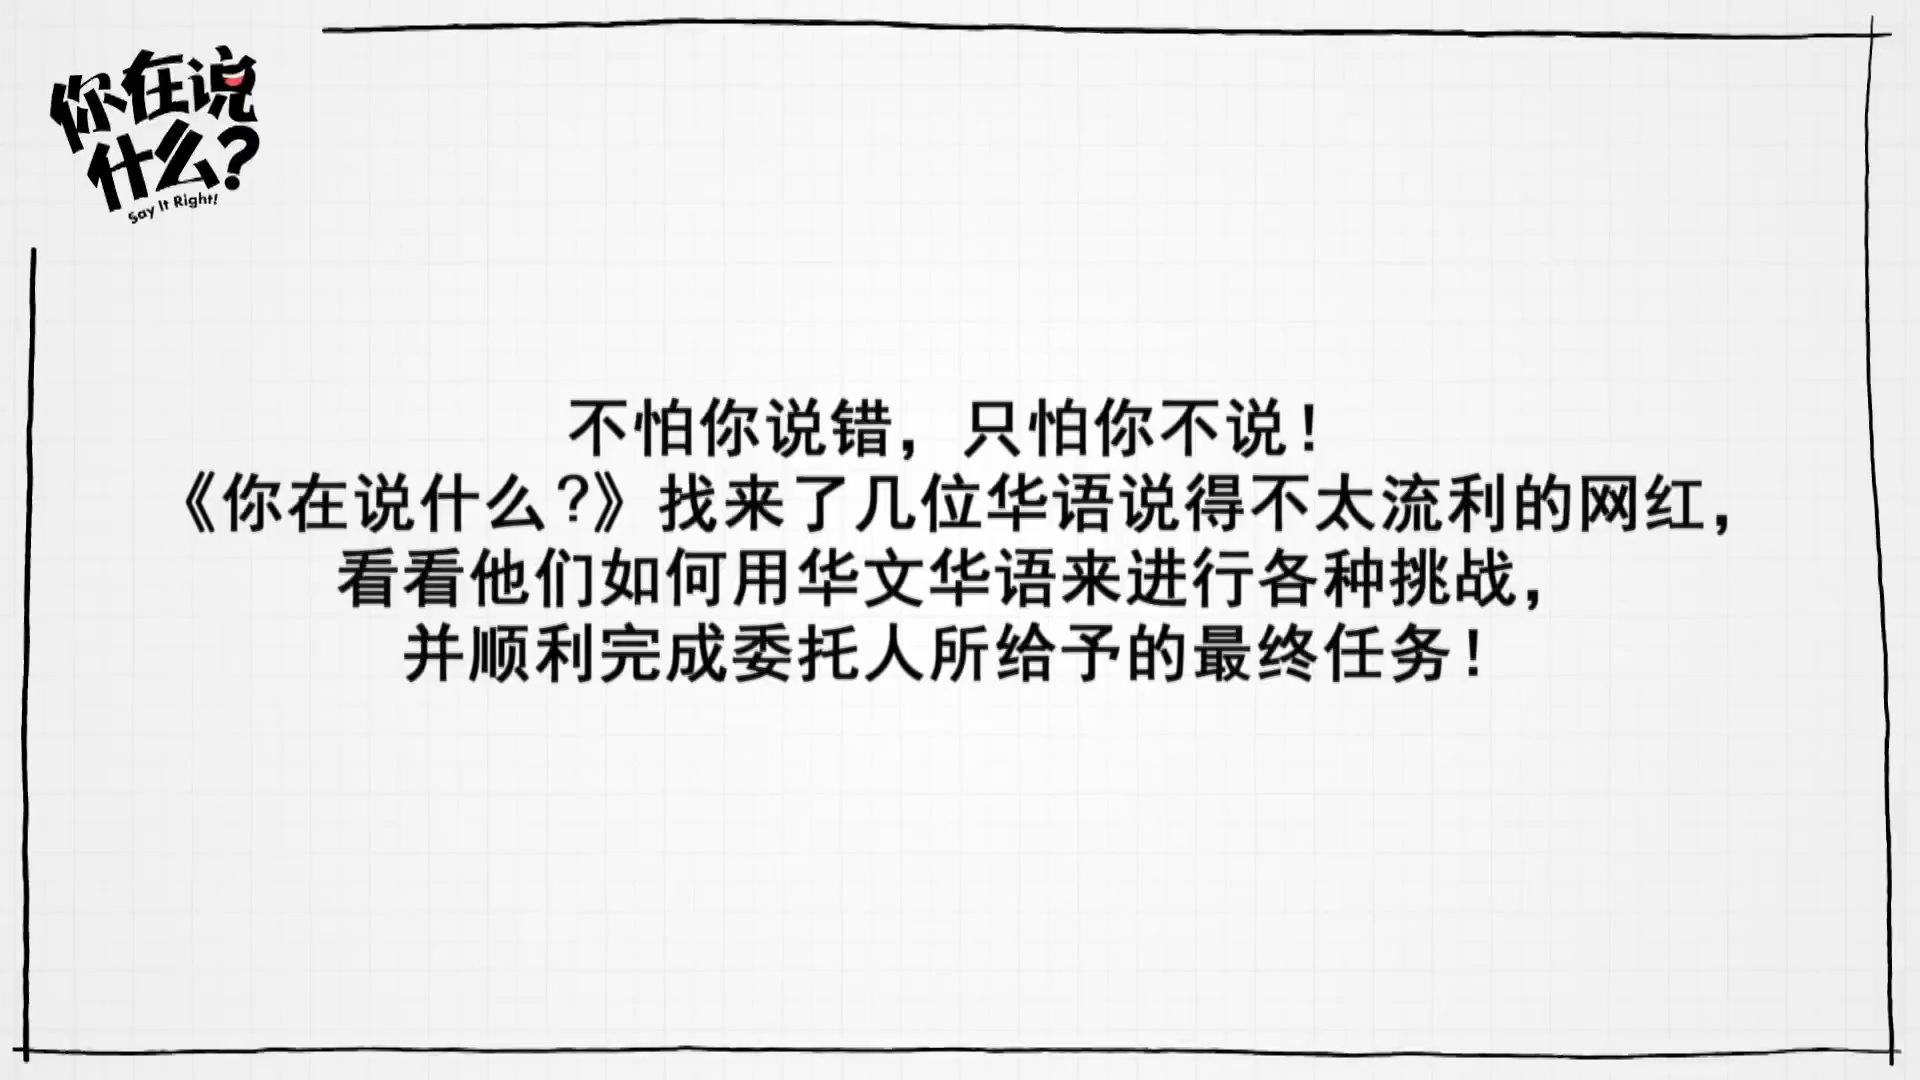 你在说
什么?
Say It Right!
不怕你说错，只怕你不说！
《你在说什么?》找来了几位华语说得不太流利的网红，
看看他们如何用华文华语来进行各种挑战，
并顺利完成委托人所给予的最终任务！